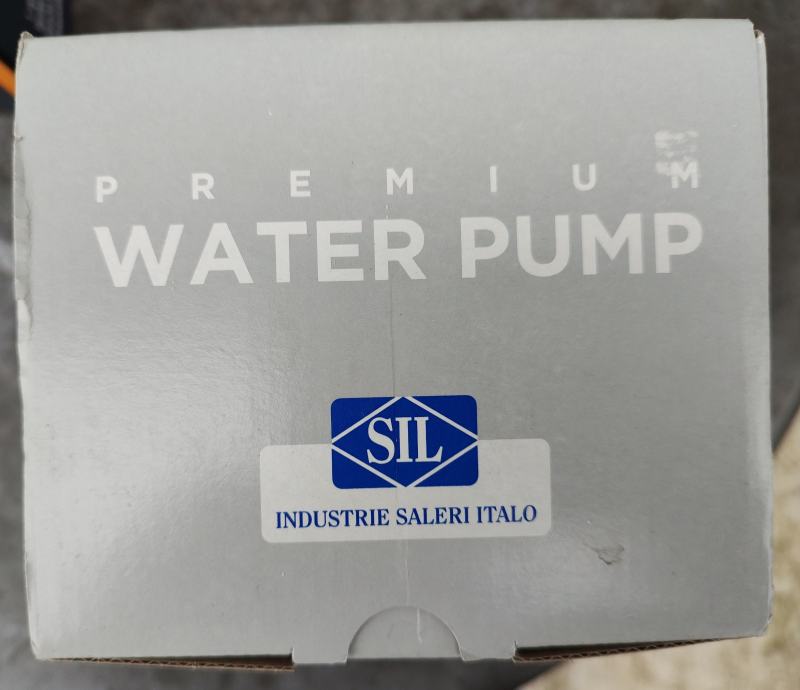 PREMIUM
WATER PUMP
SIL
INDUSTRIE SALERI ITALO